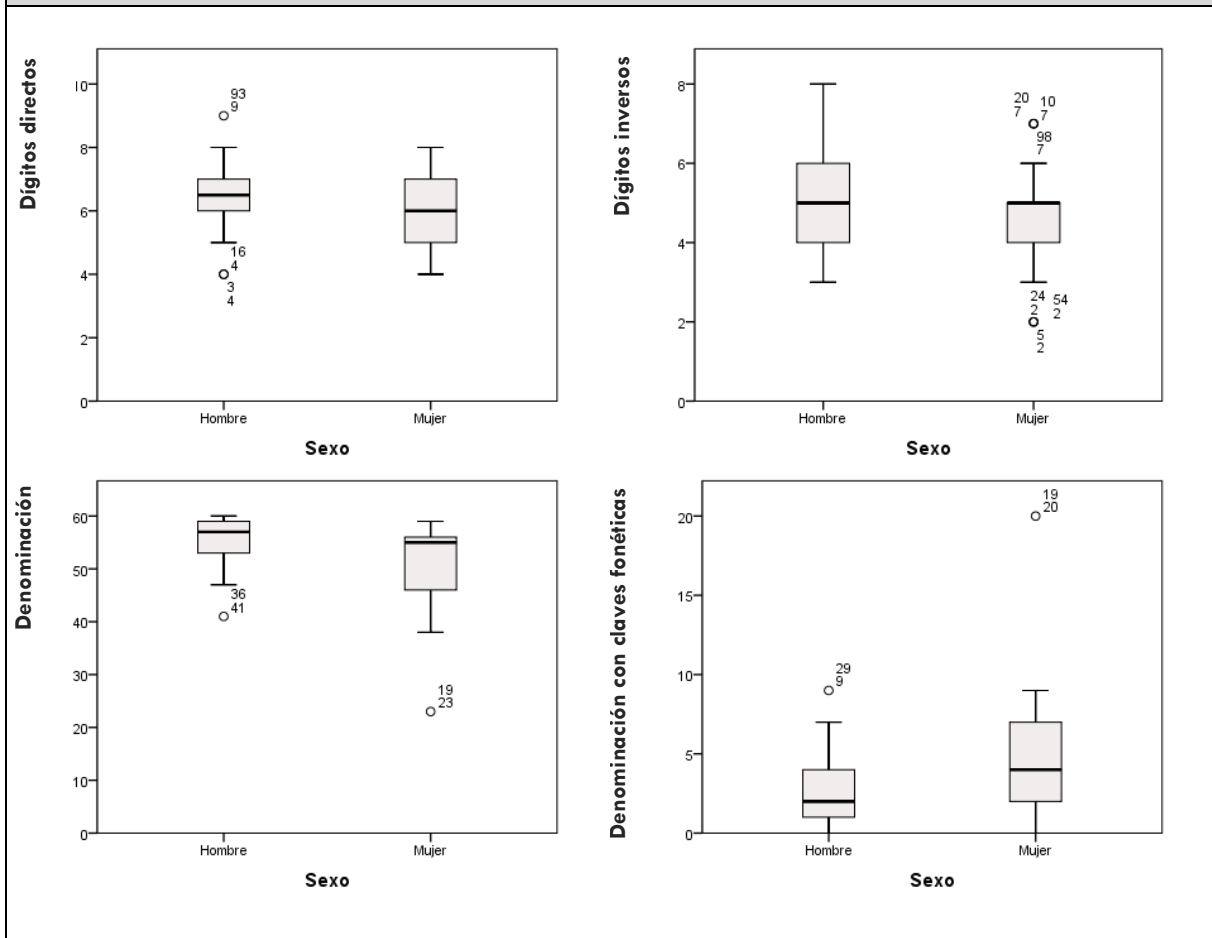 Dígitos directos
10
8
6
4
2
0
93
9
16
4
3
4
Hombre
Mujer
Sexo
Dígitos inversos
8
6
4
2
0
20 10
7 7
98
7
24 54
2 2
5
2
Hombre
Mujer
Sexo
Denominación
60
50
40
30
20
10
0
36
41
19
23
Hombre
Mujer
Sexo
Denominación con claves fonéticas
20
15
10
5
0
29
9
19
20
Hombre
Mujer
Sexo